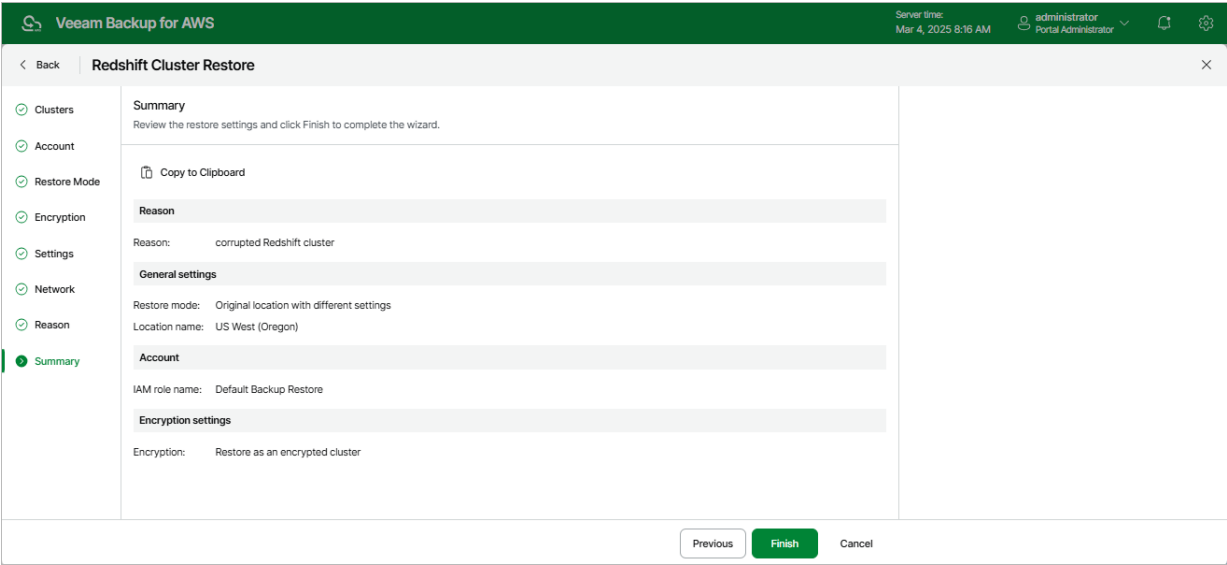 Veeam Backup for AWS
Server time:
Mar 4, 2025 8:16 AM
administrator
Portal Administrator
Back
Redshift Cluster Restore
Clusters
Account
Restore Mode
Encryption
Settings
Network
Reason
Summary
Summary
Review the restore settings and click Finish to complete the wizard.
Copy to Clipboard
Reason
Reason: corrupted Redshift cluster
General settings
Restore mode: Original location with different settings
Location name: US West (Oregon)
Account
IAM role name: Default Backup Restore
Encryption settings
Encryption: Restore as an encrypted cluster
Previous
Finish
Cancel